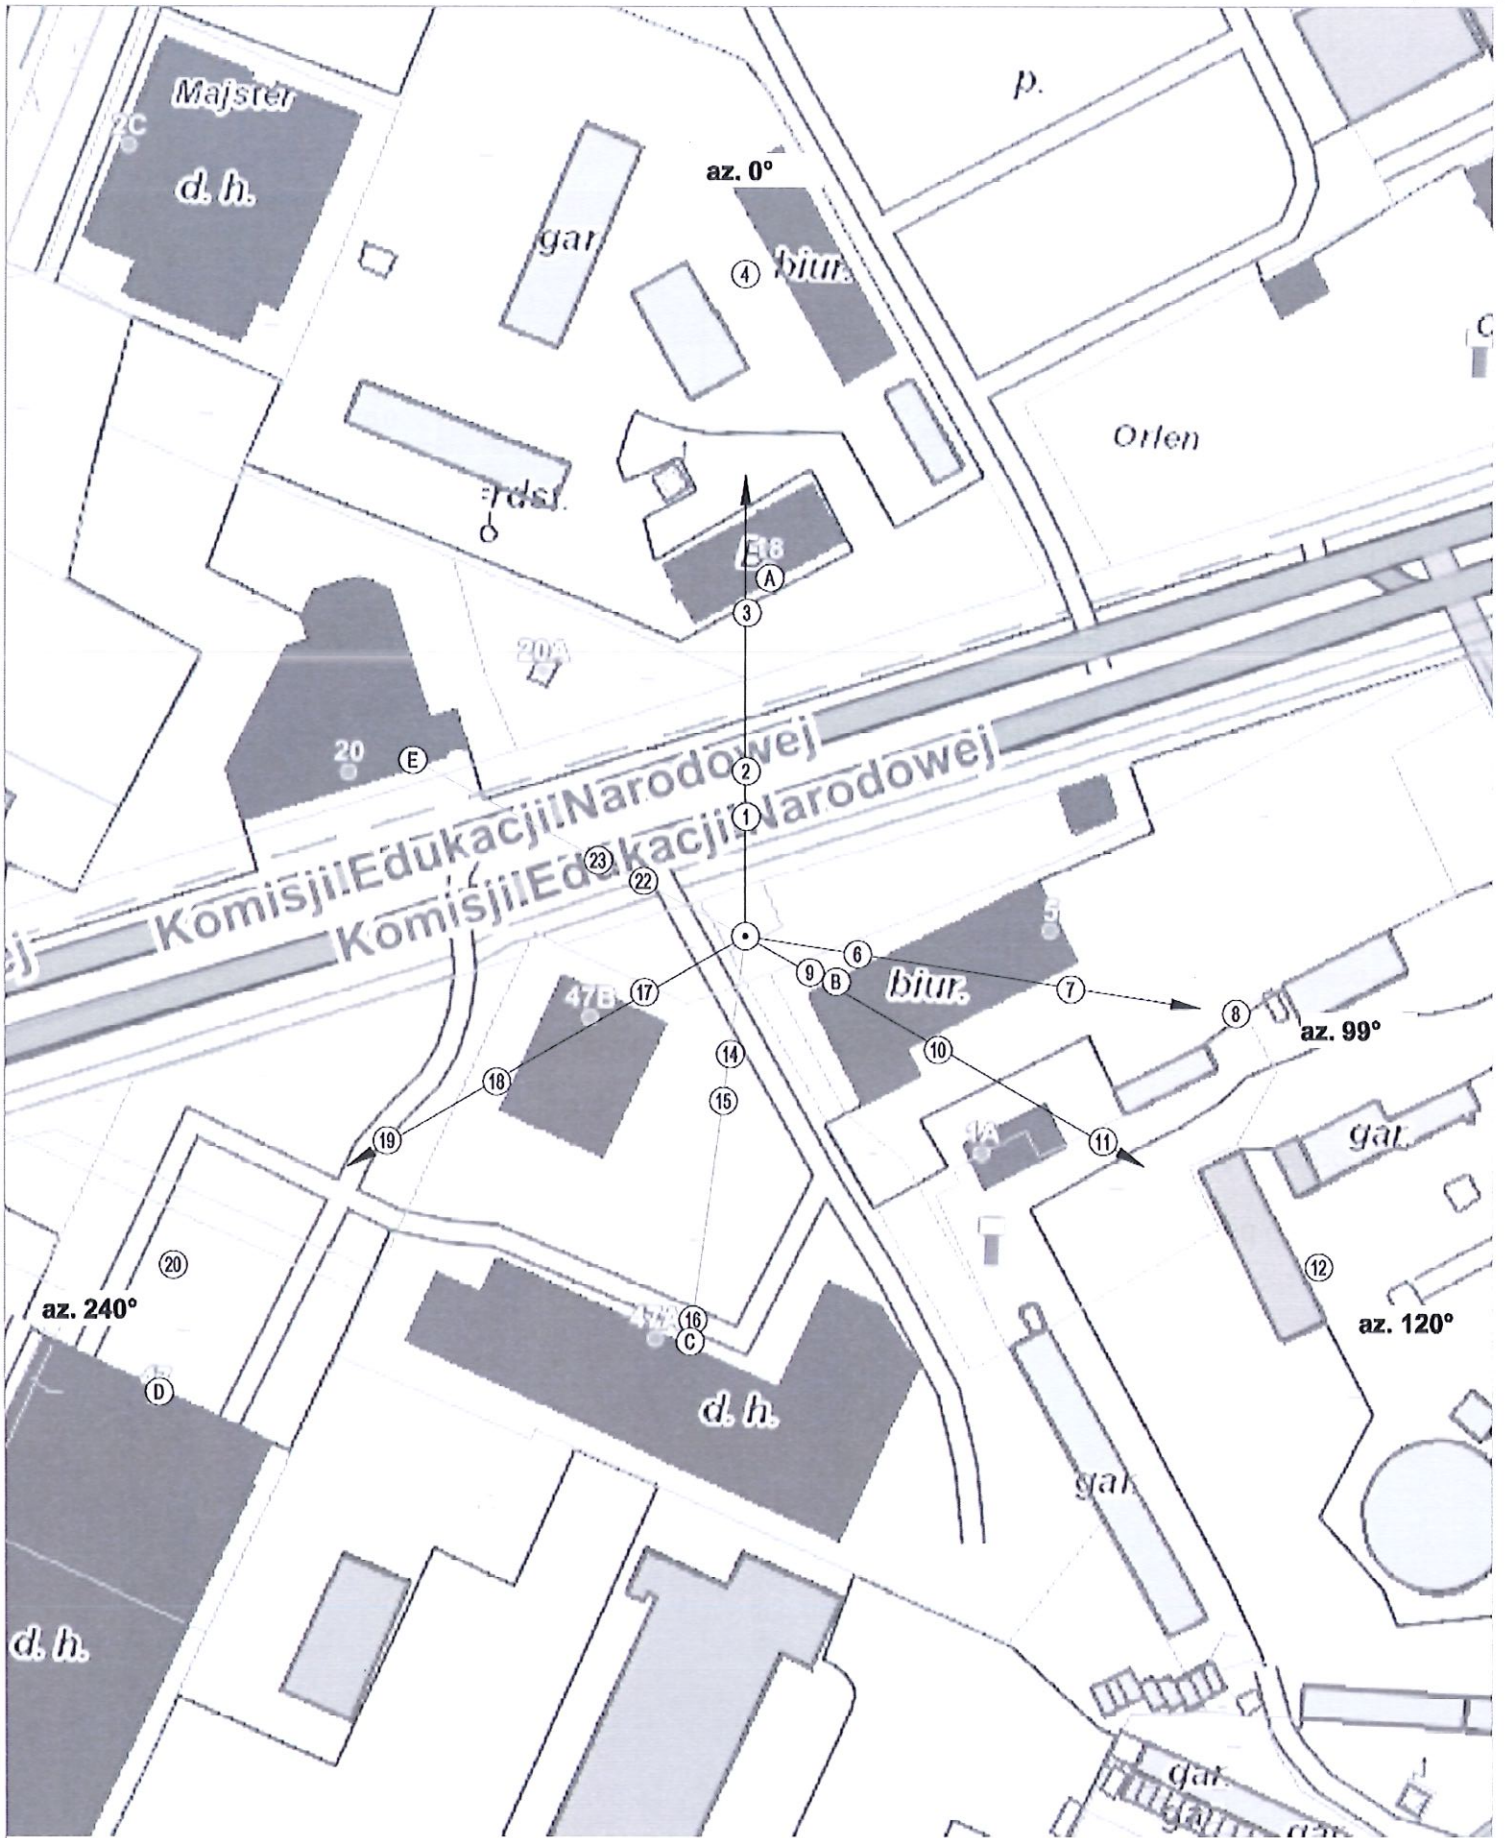 Majster
2C
d. h.
p.
az. 0°
gar.
4
biur.
Orlen
18
A
3
20A
20
E
2
1
Komisji Edukacji Narodowej
Komisji Edukacji Narodowej
23
22
5
6
9
B
biur.
7
8
az. 99°
47B
17
14
10
18
15
19
1A
11
gar.
20
12
az. 240°
az. 120°
16
C
D
d. h.
gar.
d. h.
gar.
gar.